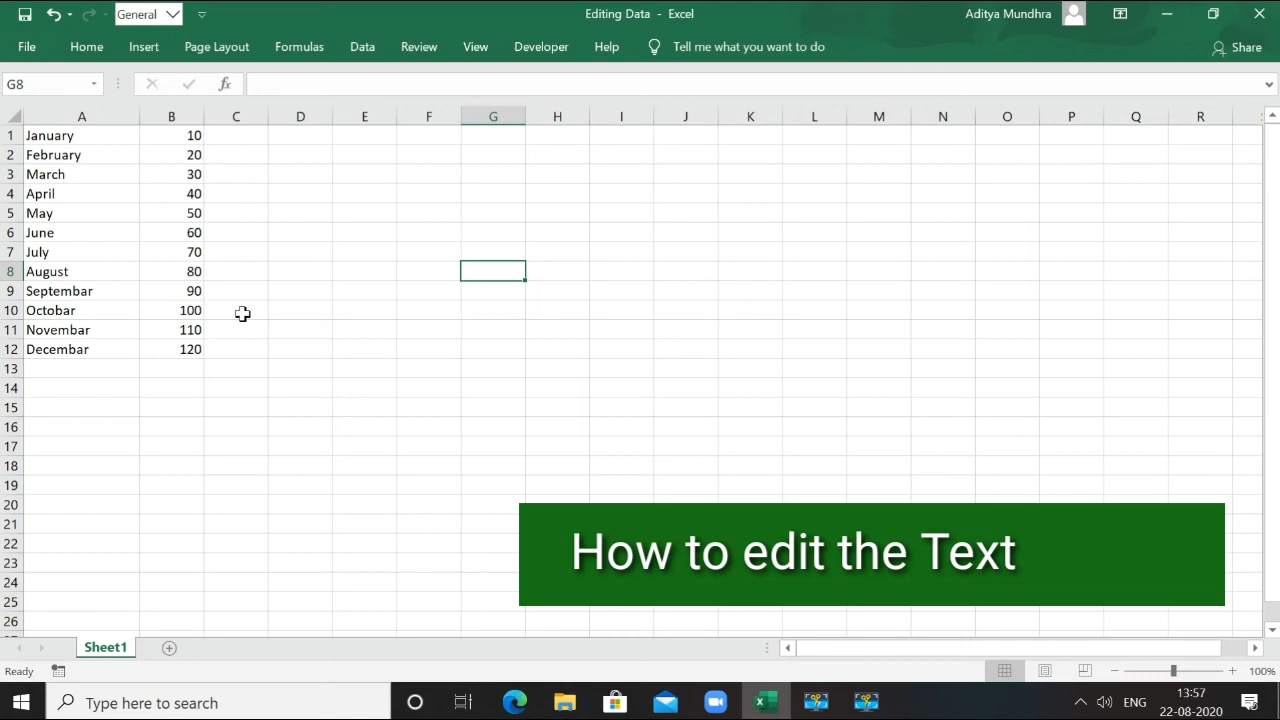 General Editing Data - Excel Aditya Mundhra
File Home Insert Page Layout Formulas Data Review View Developer Help Tell me what you want to do Share
G8 fx
A B C D E F G H I J K L M N O P Q R
1 January 10
2 February 20
3 March 30
4 April 40
5 May 50
6 June 60
7 July 70
8 August 80
9 Septembar 90
10 Octobar 100
11 Novembar 110
12 Decembar 120
13
14
15
16
17
18
19
20
21
22
23
24
25
26
How to edit the Text
Sheet1
Ready 100%
Type here to search ENG 13:57
22-08-2020